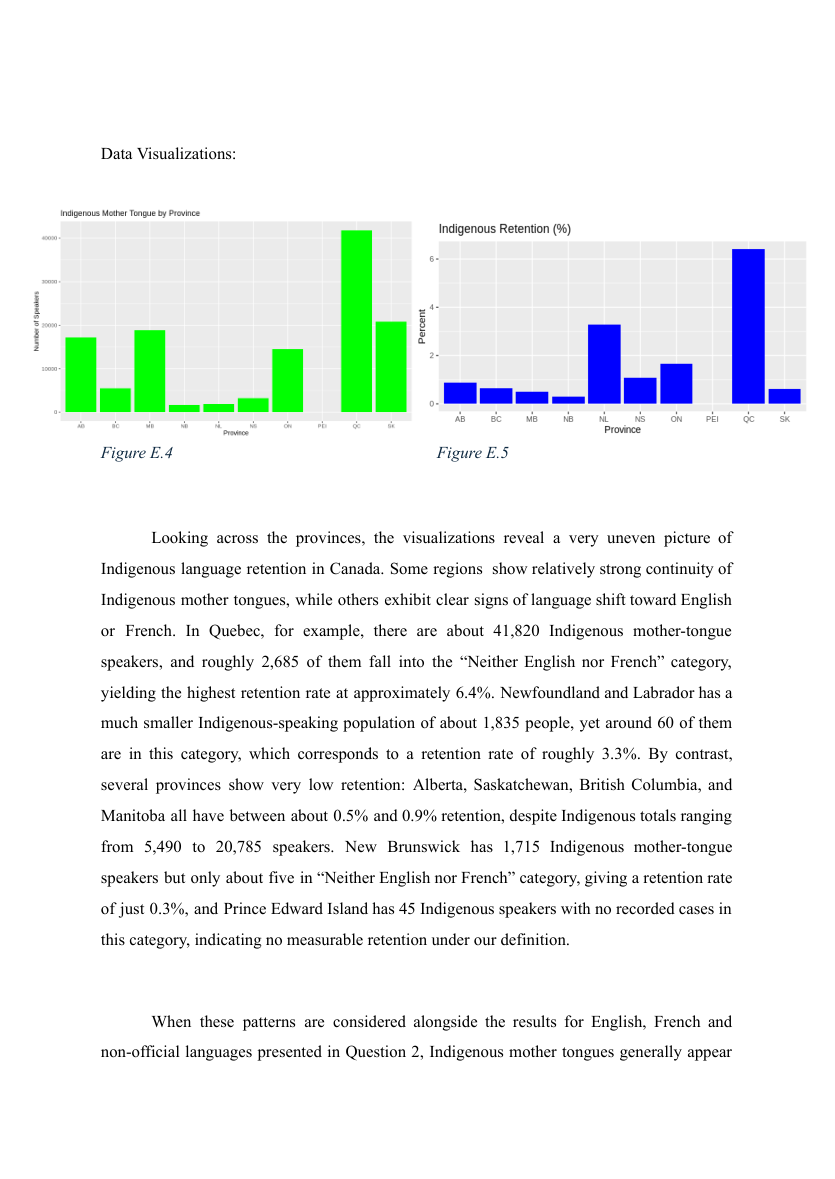 Data Visualizations:
Indigenous Mother Tongue by Province
Number of Speakers
40000
30000
20000
10000
0
AB BC MB NB NL NS ON PEI QC SK
Province
Figure E.4
Indigenous Retention (%)
Percent
6
4
2
0
AB BC MB NB NL NS ON PEI QC SK
Province
Figure E.5
Looking across the provinces, the visualizations reveal a very uneven picture of
Indigenous language retention in Canada. Some regions show relatively strong continuity of
Indigenous mother tongues, while others exhibit clear signs of language shift toward English
or French. In Quebec, for example, there are about 41,820 Indigenous mother-tongue
speakers, and roughly 2,685 of them fall into the “Neither English nor French” category,
yielding the highest retention rate at approximately 6.4%. Newfoundland and Labrador has a
much smaller Indigenous-speaking population of about 1,835 people, yet around 60 of them
are in this category, which corresponds to a retention rate of roughly 3.3%. By contrast,
several provinces show very low retention: Alberta, Saskatchewan, British Columbia, and
Manitoba all have between about 0.5% and 0.9% retention, despite Indigenous totals ranging
from 5,490 to 20,785 speakers. New Brunswick has 1,715 Indigenous mother-tongue
speakers but only about five in “Neither English nor French” category, giving a retention rate
of just 0.3%, and Prince Edward Island has 45 Indigenous speakers with no recorded cases in
this category, indicating no measurable retention under our definition.
When these patterns are considered alongside the results for English, French and
non-official languages presented in Question 2, Indigenous mother tongues generally appear